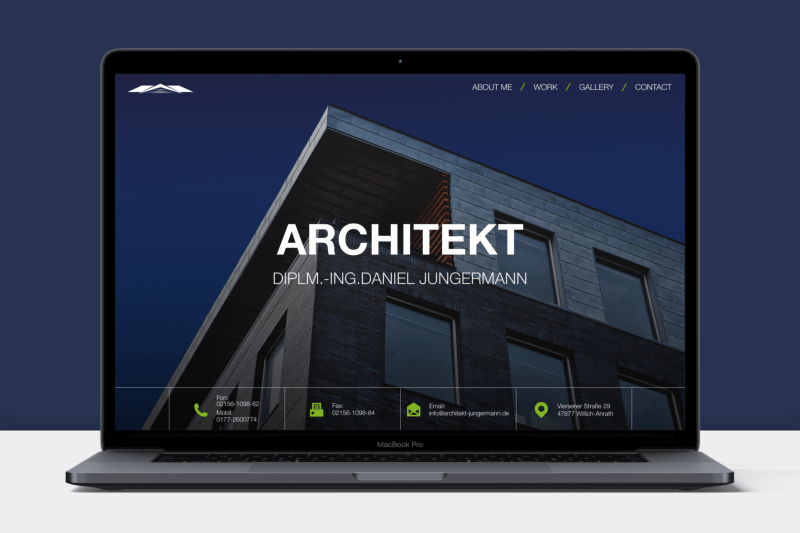 ABOUT ME / WORK / GALLERY / CONTACT
ARCHITEKT
DIPLM.-ING.DANIEL JUNGERMANN
Fon:
02156-1098-82
Mobil:
0177-2600774
Fax:
02156-1098-84
Email:
info@architekt-jungermann.de
Viersener Straße 29
47877 Willich-Anrath
MacBook Pro